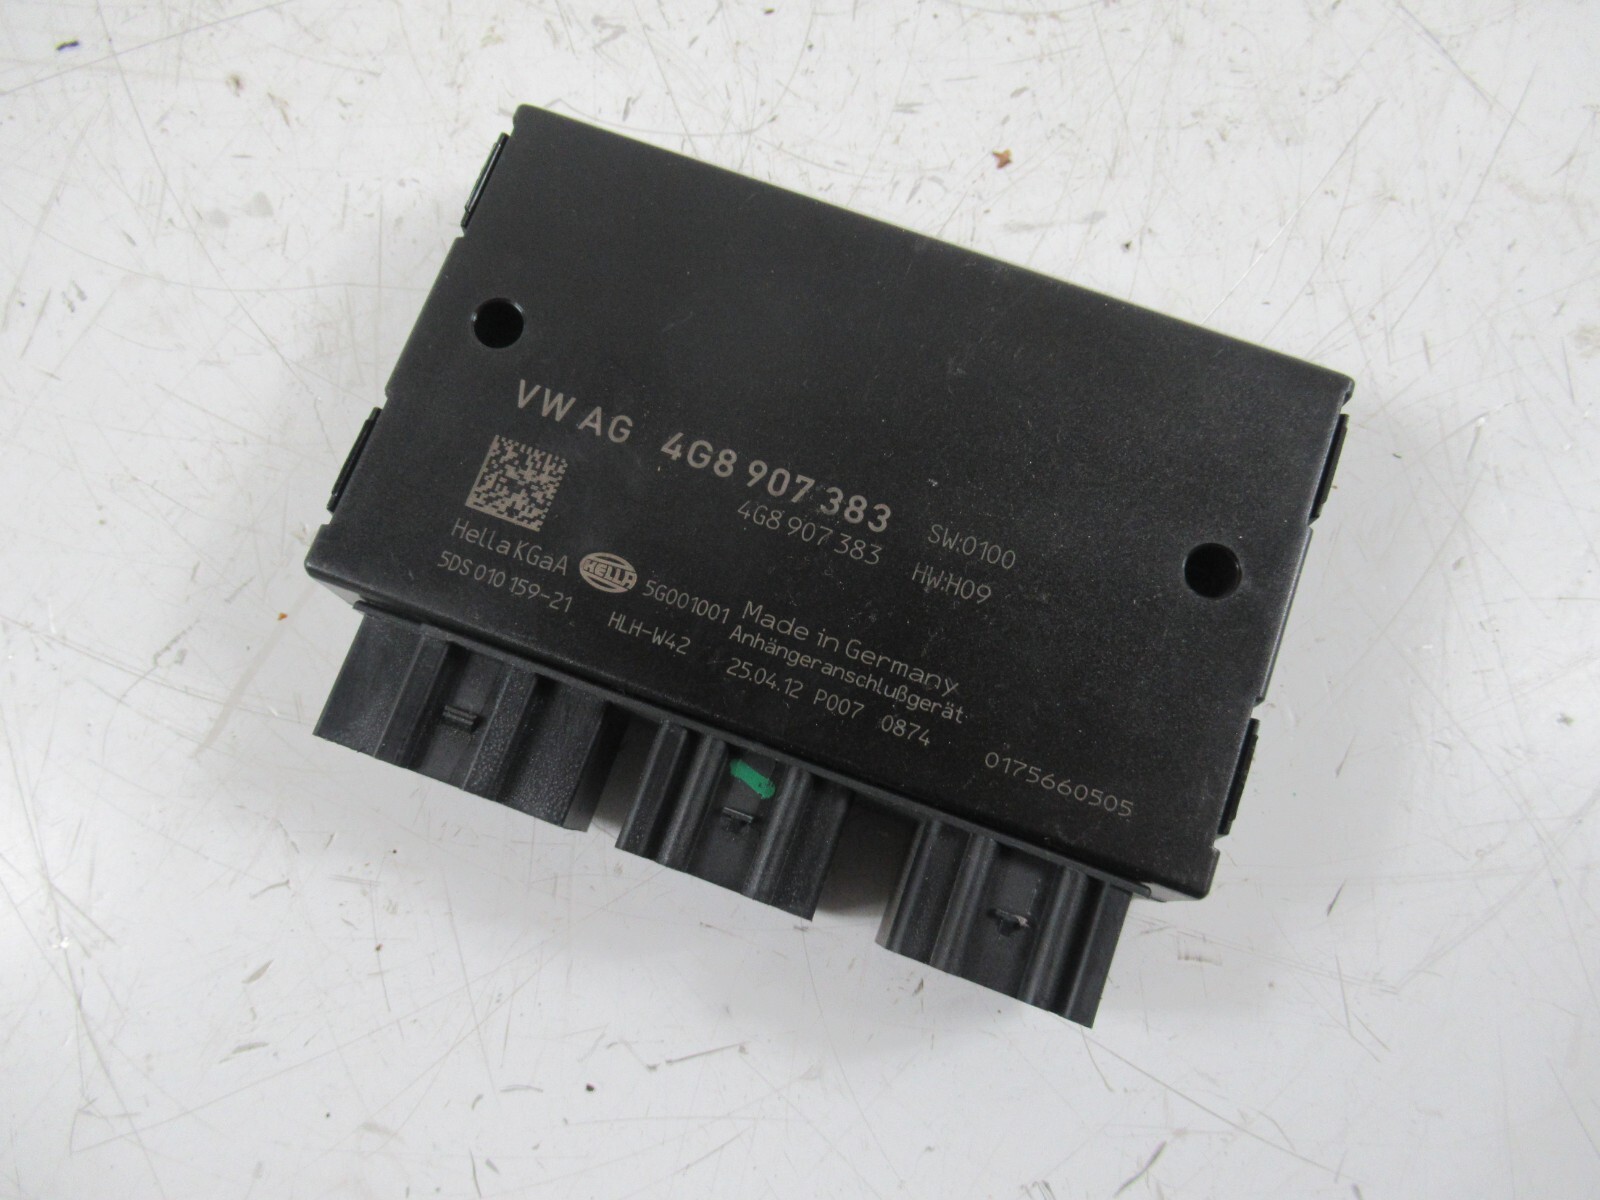 VW AG 4G8 907 383
4G8 907 383 SW:0100
HW:H09
Hella KGaA HELLA 5G001001 Made in Germany
5DS 010 159-21 HLH-W42 Anhängeranschlußgerät
25.04.12 P007 0874
0175660505